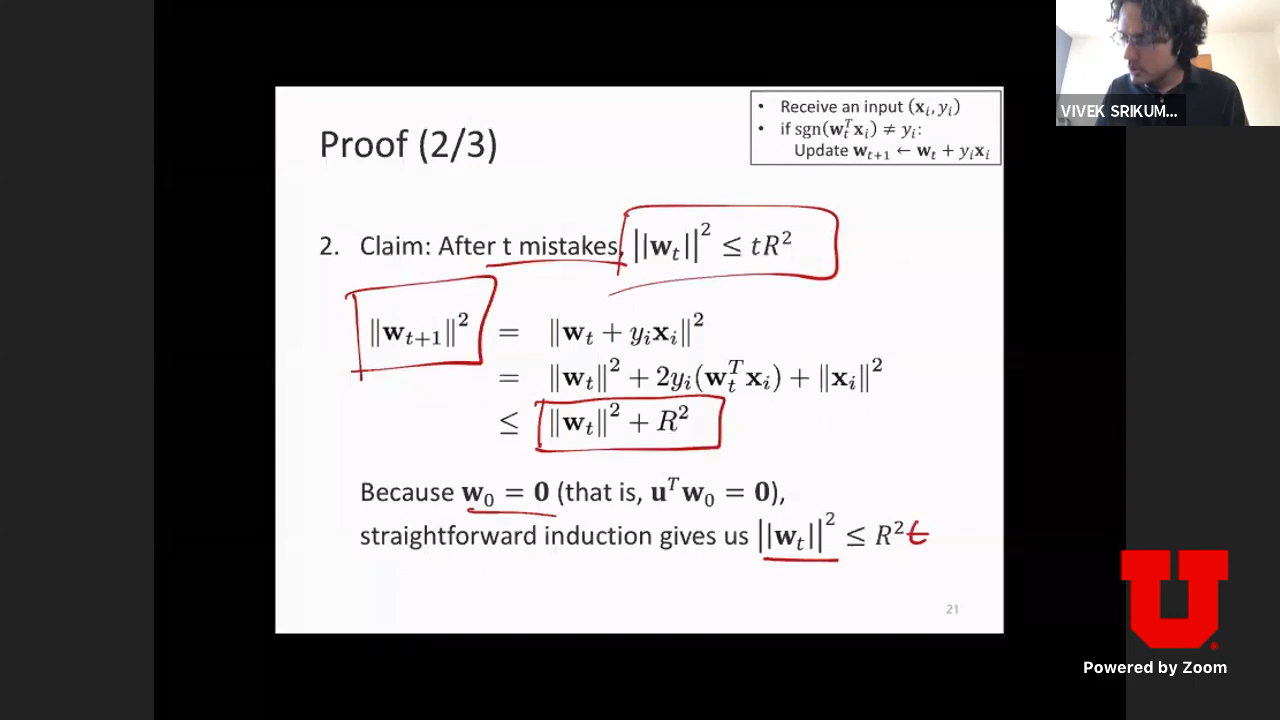 VIVEK SRIKUM...
• Receive an input (𝐱ᵢ, yᵢ)
• if sgn(𝐰ₜᵀ𝐱ᵢ) ≠ yᵢ:
Update 𝐰ₜ₊₁ ← 𝐰ₜ + yᵢ𝐱ᵢ
Proof (2/3)
2. Claim: After t mistakes, ||𝐰ₜ||² ≤ tR²
‖𝐰ₜ₊₁‖² = ‖𝐰ₜ + yᵢ𝐱ᵢ‖²
= ‖𝐰ₜ‖² + 2yᵢ(𝐰ₜᵀ𝐱ᵢ) + ‖𝐱ᵢ‖²
≤ ‖𝐰ₜ‖² + R²
Because 𝐰₀ = 𝟎 (that is, 𝐮ᵀ𝐰₀ = 𝟎),
straightforward induction gives us ||𝐰ₜ||² ≤ R²t
21
U
Powered by Zoom